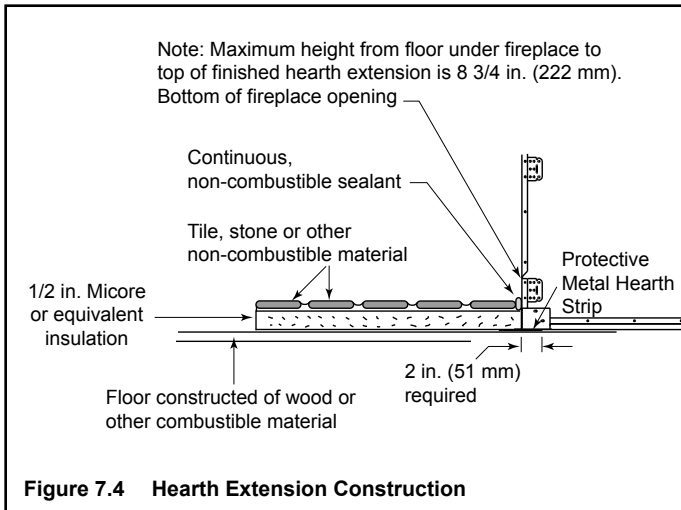 Note: Maximum height from floor under fireplace to
top of finished hearth extension is 8 3/4 in. (222 mm).
Bottom of fireplace opening
Continuous,
non-combustible sealant
Tile, stone or other
non-combustible material
Protective
Metal Hearth
Strip
1/2 in. Micore
or equivalent
insulation
2 in. (51 mm)
required
Floor constructed of wood or
other combustible material
Figure 7.4 Hearth Extension Construction